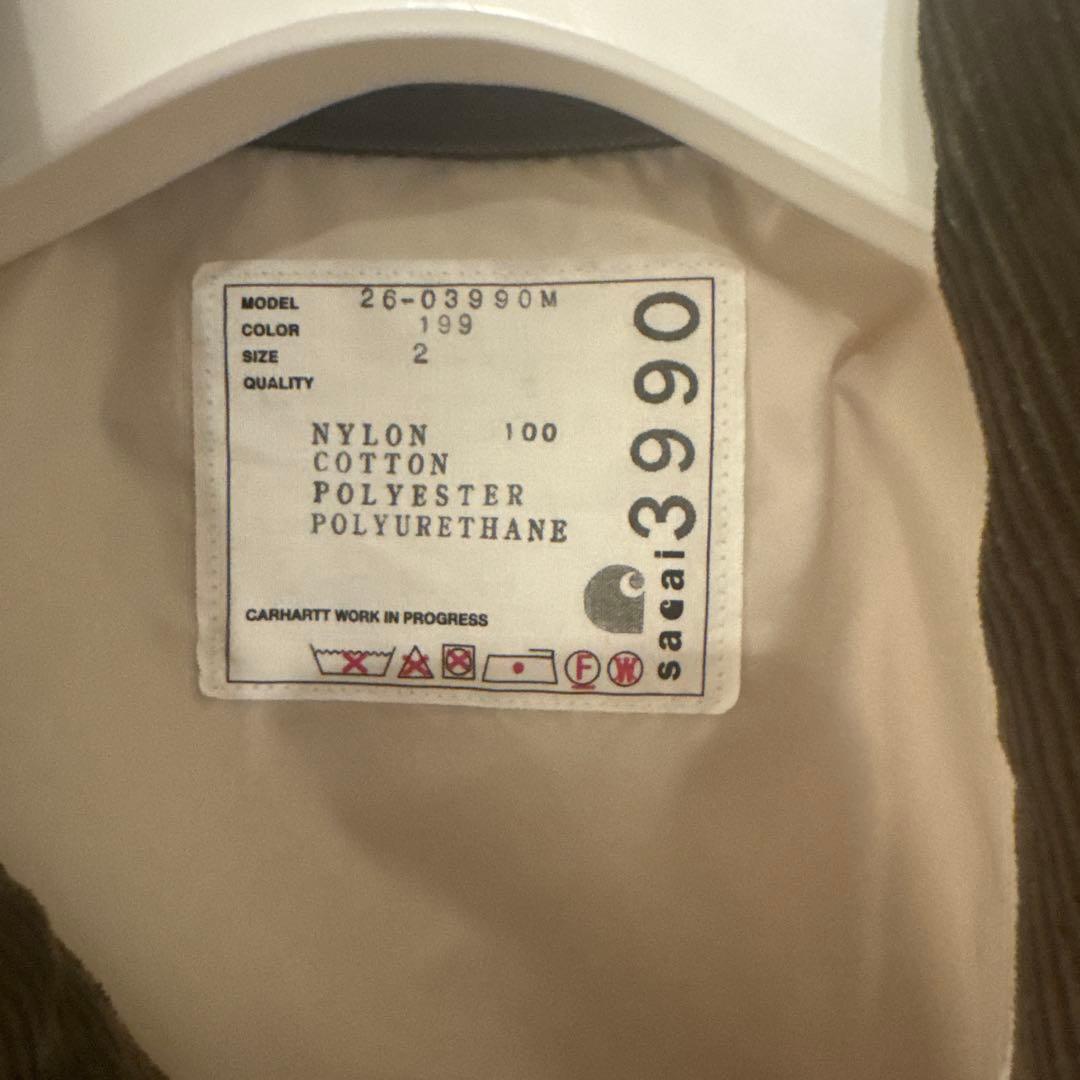 MODEL 26-03990M
COLOR 199
SIZE 2
QUALITY
NYLON 100
COTTON
POLYESTER
POLYURETHANE
CARHARTT WORK IN PROGRESS
F W
sacai 3990